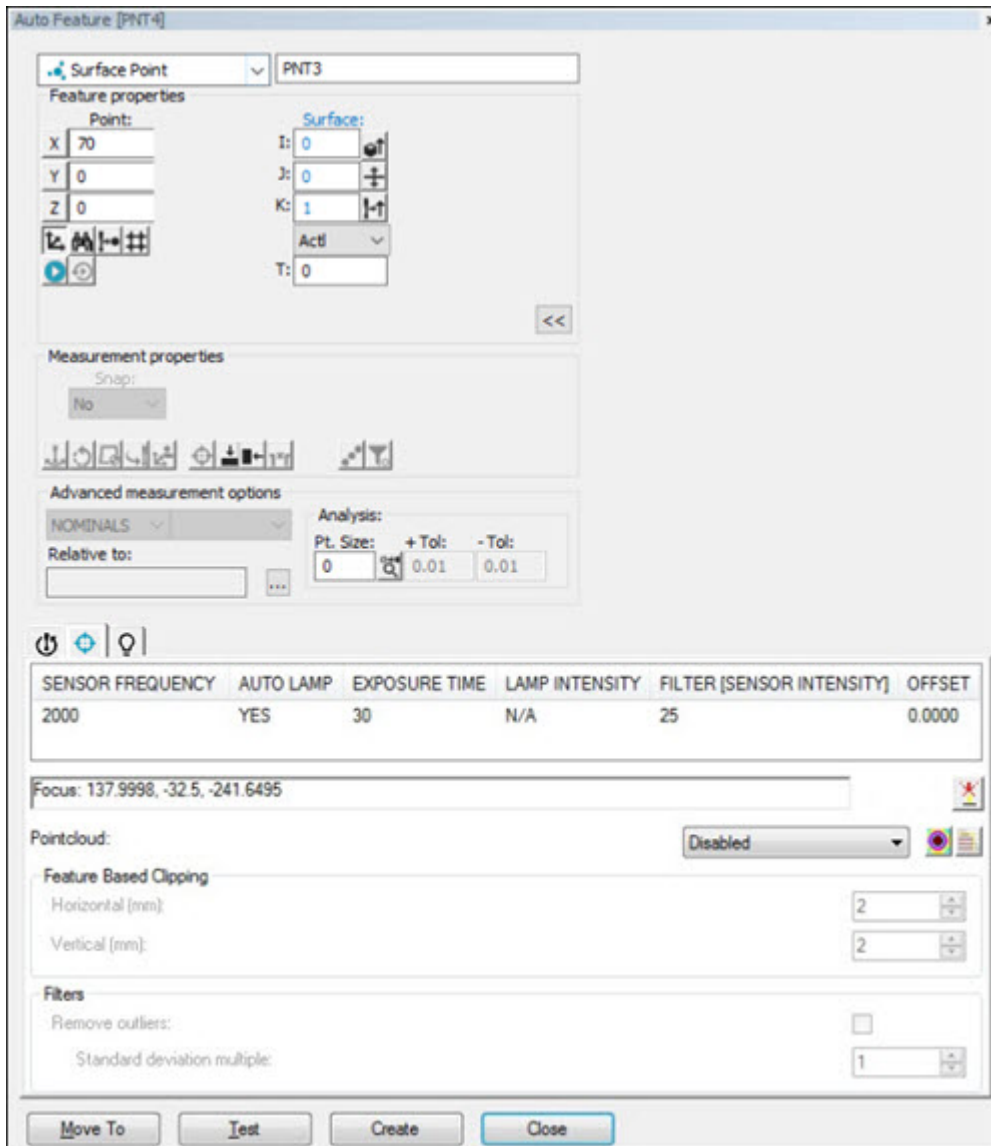 Auto Feature [PNT4]
Surface Point PNT3
Feature properties
Point: Surface:
X 70 I: 0
Y 0 J: 0
Z 0 K: 1
Actl
T: 0
<<
Measurement properties
Snap:
No
Advanced measurement options
NOMINALS
Analysis:
Pt. Size: + Tol: - Tol:
Relative to:
0 0.01 0.01
...
SENSOR FREQUENCY AUTO LAMP EXPOSURE TIME LAMP INTENSITY FILTER [SENSOR INTENSITY] OFFSET
2000 YES 30 N/A 25 0.0000
Focus: 137.9998, -32.5, -241.6495
Pointcloud: Disabled
Feature Based Clipping
Horizontal (mm): 2
Vertical (mm): 2
Filters
Remove outliers:
Standard deviation multiple: 1
Move To Test Create Close